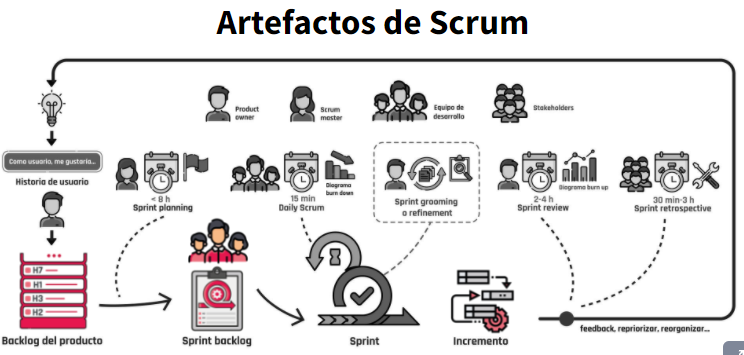 Artefactos de Scrum
Product
owner
Scrum
master
Equipo de
desarrollo
Stakeholders
Como usuario, me gustaría...
Historia de usuario
< 8 h
Sprint planning
15 min
Daily Scrum
Diagrama
burn down
Sprint grooming
o refinement
2-4 h
Sprint review
Diagrama burn up
30 min-3 h
Sprint retrospective
H7
H1
H3
H2
Backlog del producto
Sprint backlog
Sprint
Incremento
feedback, repriorizar, reorganizar...